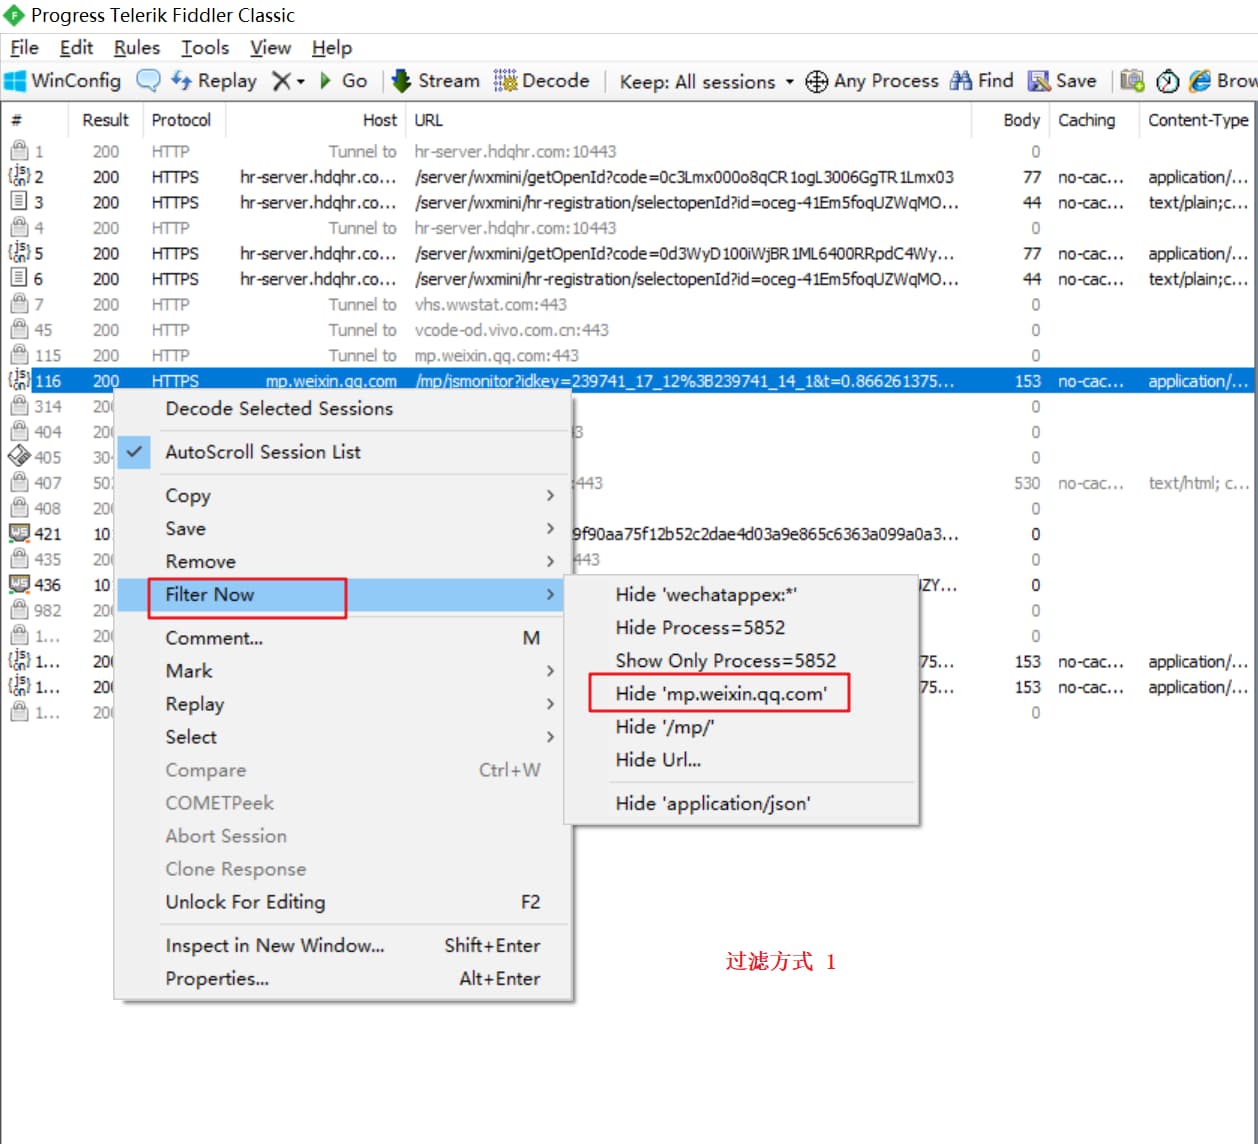 Progress Telerik Fiddler Classic
File Edit Rules Tools View Help
WinConfig Replay Go Stream Decode Keep: All sessions Any Process Find Save Brow
# Result Protocol Host URL Body Caching Content-Type
1 200 HTTP Tunnel to hr-server.hdqhr.com:10443 0
2 200 HTTPS hr-server.hdqhr.co... /server/wxmini/getOpenId?code=0c3Lmx000o8qCR1ogL3006GgTR1Lmx03 77 no-cac... application/...
3 200 HTTPS hr-server.hdqhr.co... /server/wxmini/hr-registration/selectopenId?id=oceg-41Em5foqUZWqMO... 44 no-cac... text/plain;c...
4 200 HTTP Tunnel to hr-server.hdqhr.com:10443 0
5 200 HTTPS hr-server.hdqhr.co... /server/wxmini/getOpenId?code=0d3WyD100iWjBR1ML6400RRpdC4Wy... 77 no-cac... application/...
6 200 HTTPS hr-server.hdqhr.co... /server/wxmini/hr-registration/selectopenId?id=oceg-41Em5foqUZWqMO... 44 no-cac... text/plain;c...
7 200 HTTP Tunnel to vhs.wwstat.com:443 0
45 200 HTTP Tunnel to vcode-od.vivo.com.cn:443 0
115 200 HTTP Tunnel to mp.weixin.qq.com:443 0
116 200 HTTPS mp.weixin.qq.com /mp/jsmonitor?idkey=239741_17_12%3B239741_14_1&t=0.866261375... 153 no-cac... application/...
314 200 0
404 200 0
405 304 0
407 502 :443 530 no-cac... text/html; c...
408 200 0
421 10 9f90aa75f12b52c2dae4d03a9e865c6363a099a0a3... 0
435 200 443 0
436 10 ZY... 0
982 200 0
1... 200 0
1... 200 75... 153 no-cac... application/...
1... 200 75... 153 no-cac... application/...
1... 200 0
Decode Selected Sessions
AutoScroll Session List
Copy
Save
Remove
Filter Now
Comment... M
Mark
Replay
Select
Compare Ctrl+W
COMETPeek
Abort Session
Clone Response
Unlock For Editing F2
Inspect in New Window... Shift+Enter
Properties... Alt+Enter
Hide 'wechatappex:*'
Hide Process=5852
Show Only Process=5852
Hide 'mp.weixin.qq.com'
Hide '/mp/'
Hide Url...
Hide 'application/json'
过滤方式 1